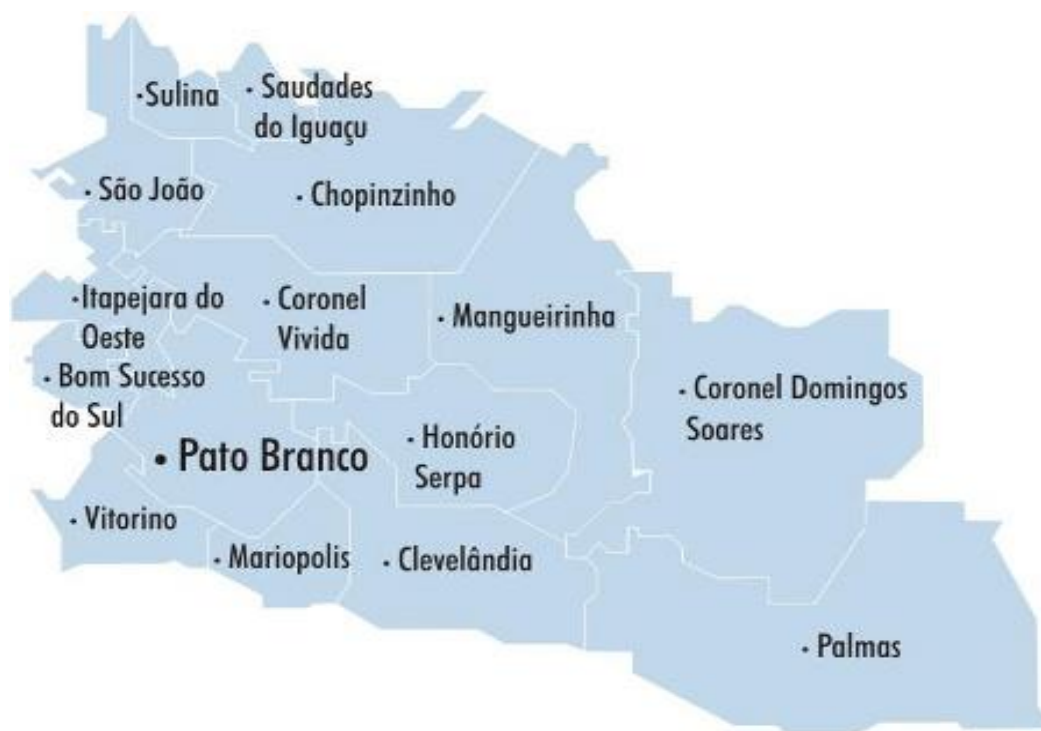 Sulina
Saudades
do Iguaçu
São João
Chopinzinho
Itapejara do
Oeste
Coronel
Vivida
Mangueirinha
Bom Sucesso
do Sul
Coronel Domingos
Soares
Pato Branco
Honório
Serpa
Vitorino
Mariopolis
Clevelândia
Palmas